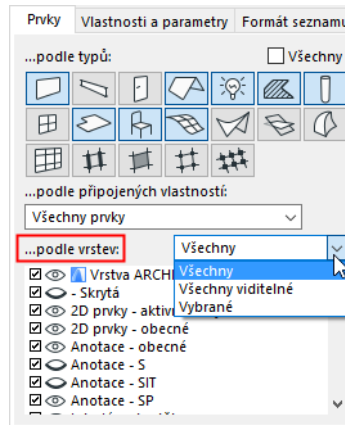 Prvky Vlastnosti a parametry Formát seznamu
...podle typů: Všechny
...podle připojených vlastností:
Všechny prvky
...podle vrstev: Všechny
Vrstva ARCHI
Všechny
- Skrytá
Všechny viditelné
2D prvky - aktiv
Vybrané
2D prvky - obecné
Anotace - obecné
Anotace - S
Anotace - SIT
Anotace - SP